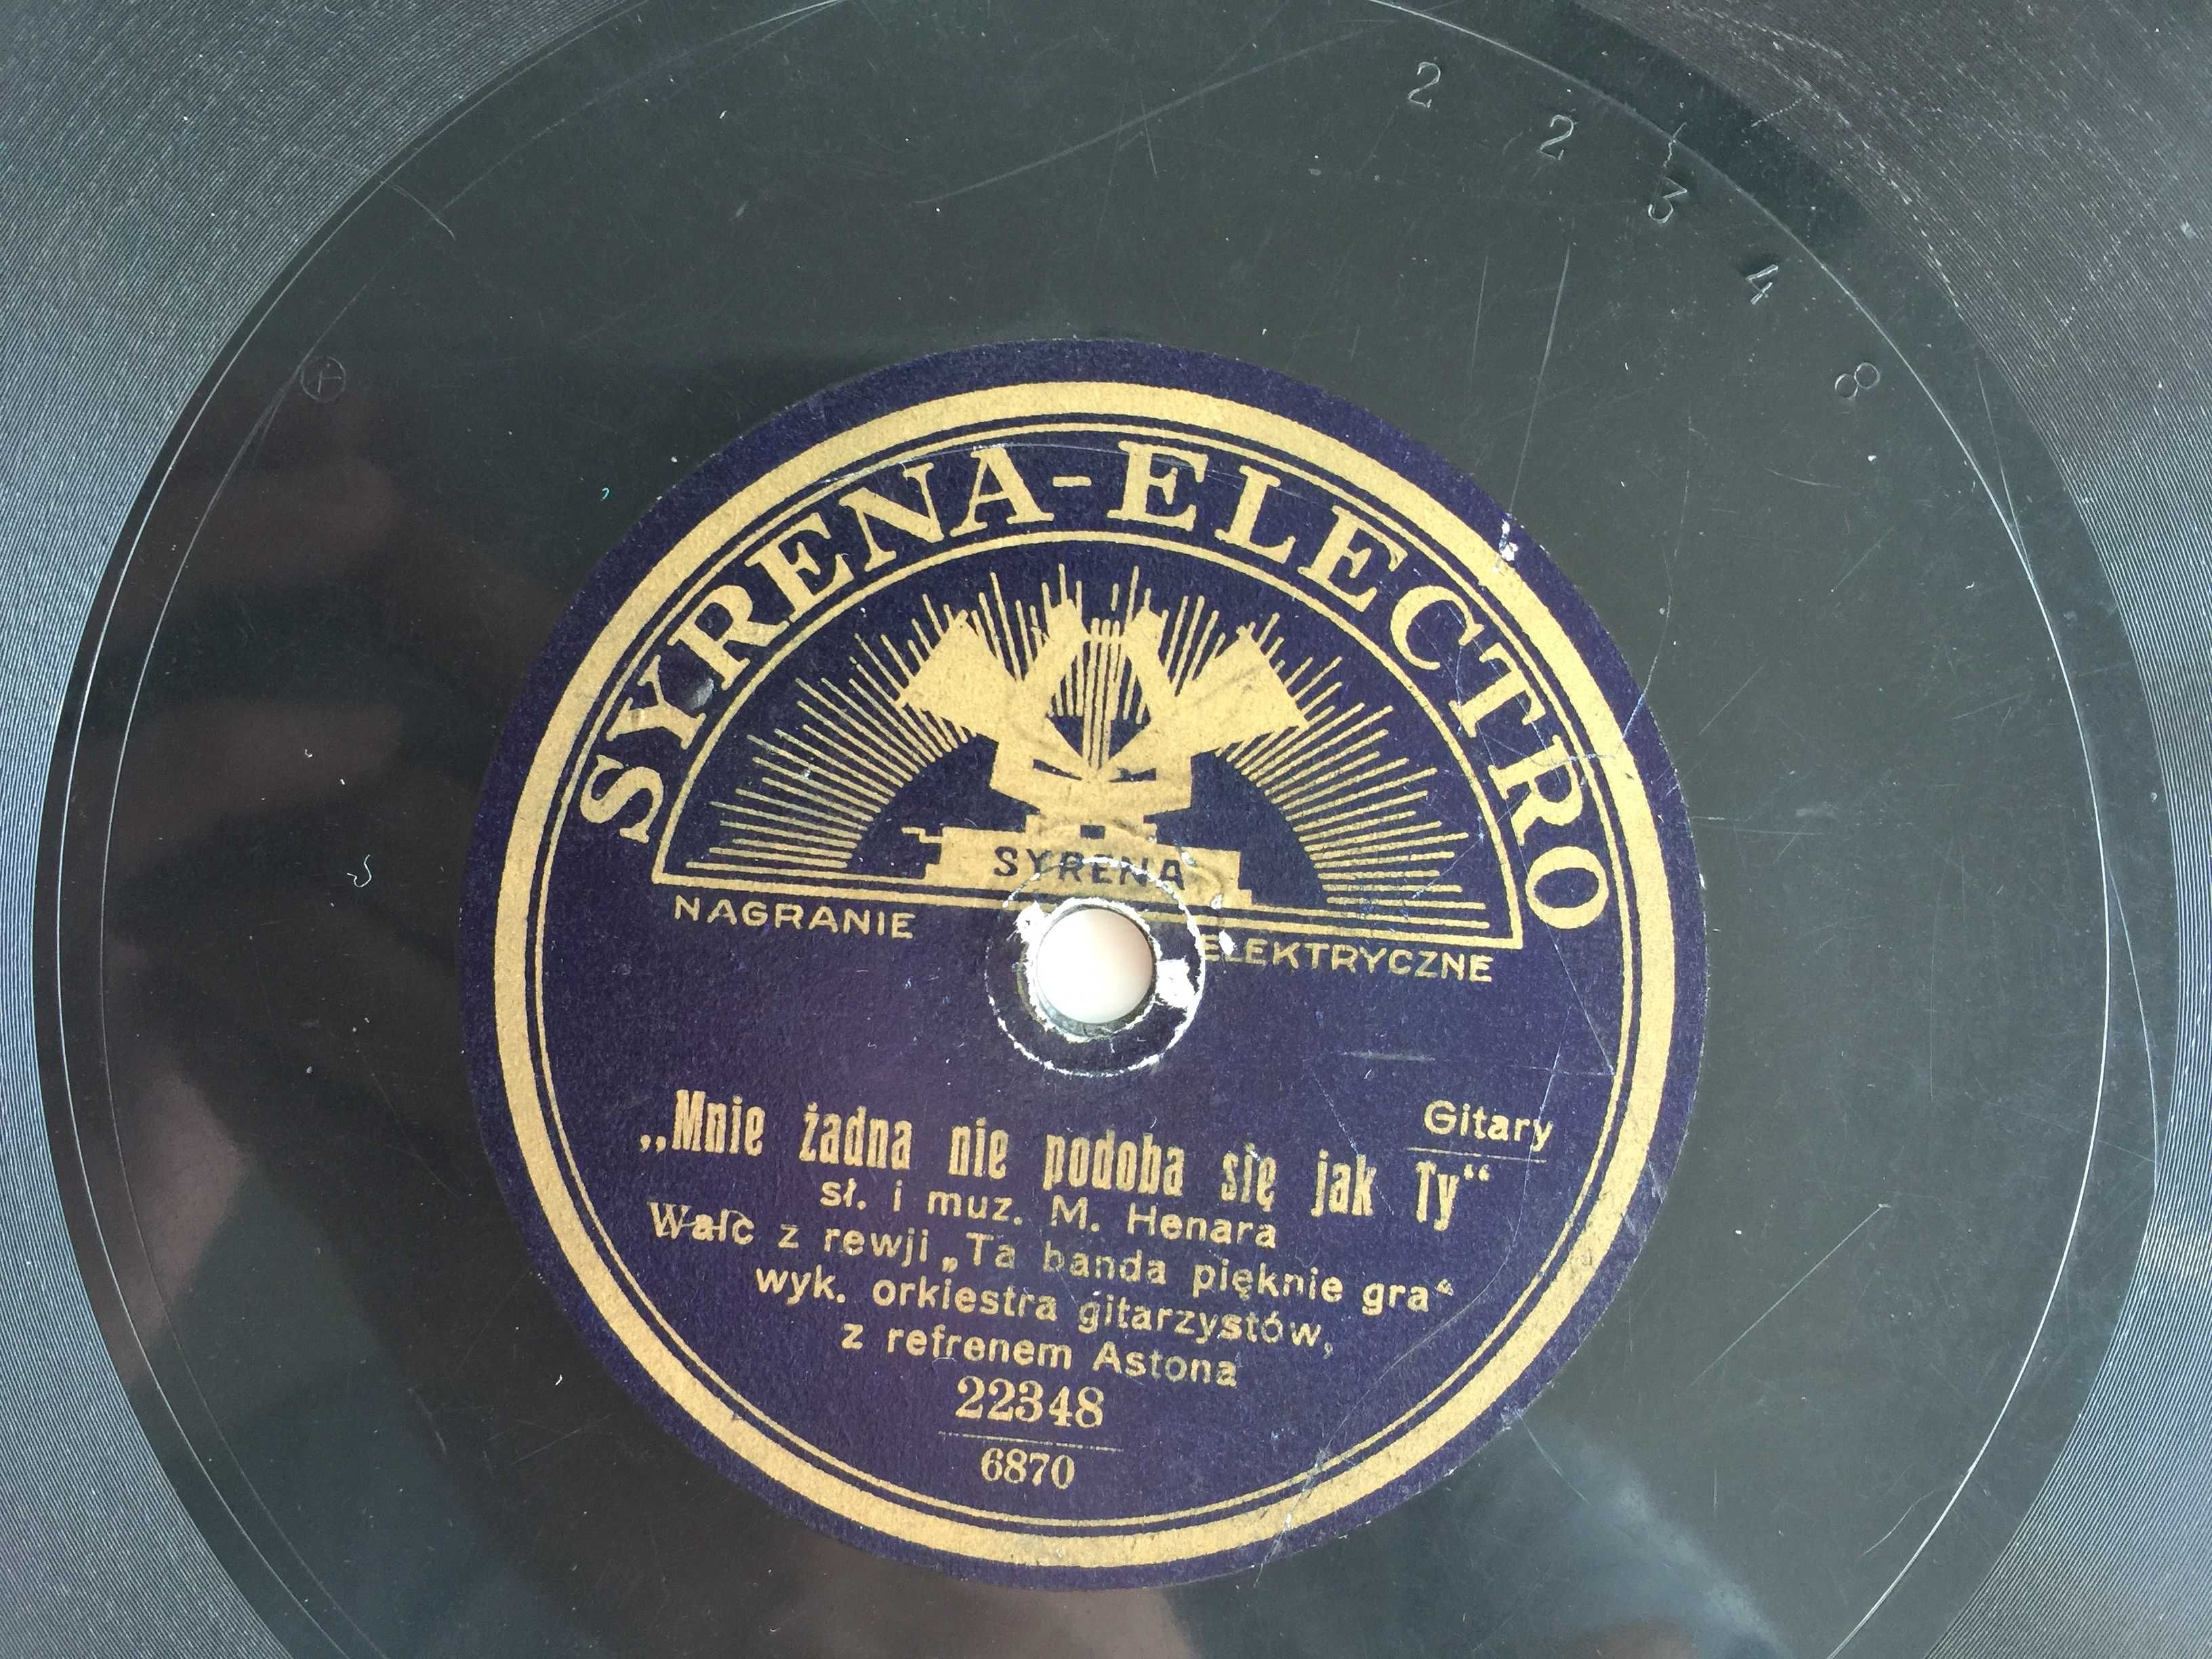 2 2 3 4 8
SYRENA-ELECTRO
SYRENA
NAGRANIE ELEKTRYCZNE
Gitary
„Mnie żadna nie podoba się jak Ty“
sł. i muz. M. Henara
Walc z rewji „Ta banda pięknie gra“
wyk. orkiestra gitarzystów,
z refrenem Astona
22348
6870